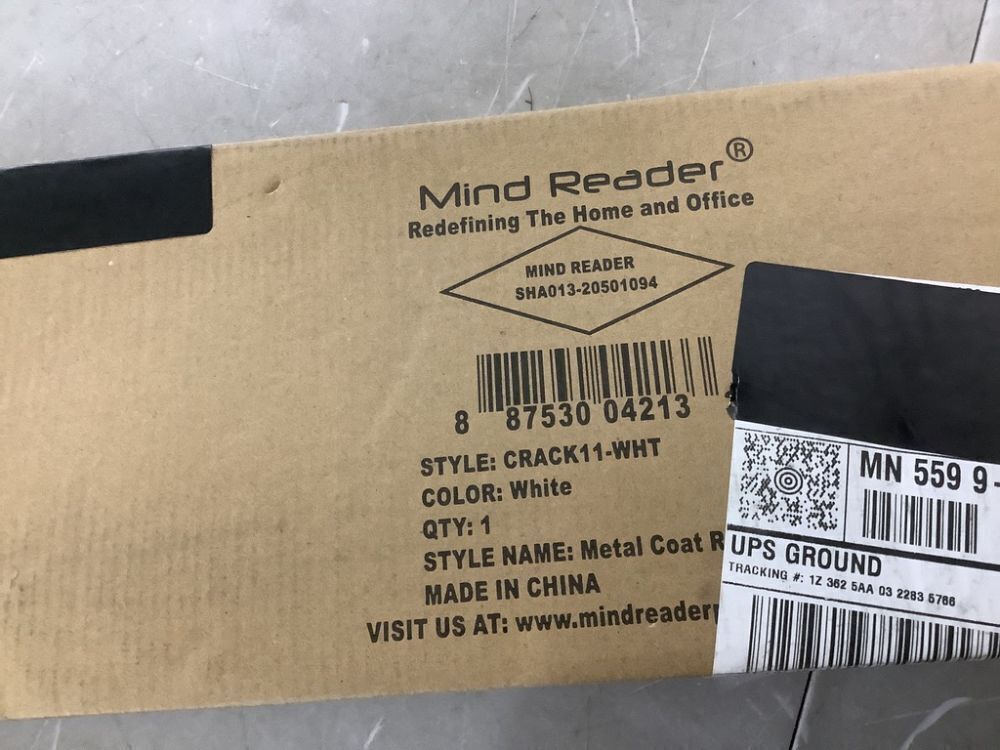 Mind Reader®
Redefining The Home and Office
MIND READER
SHA013-20501094
8 87530 04213
STYLE: CRACK11-WHT
COLOR: White
QTY: 1
STYLE NAME: Metal Coat
MADE IN CHINA
VISIT US AT: www.mindreader
MN 559 9-
UPS GROUND
TRACKING #: 1Z 362 5AA 03 2283 5766